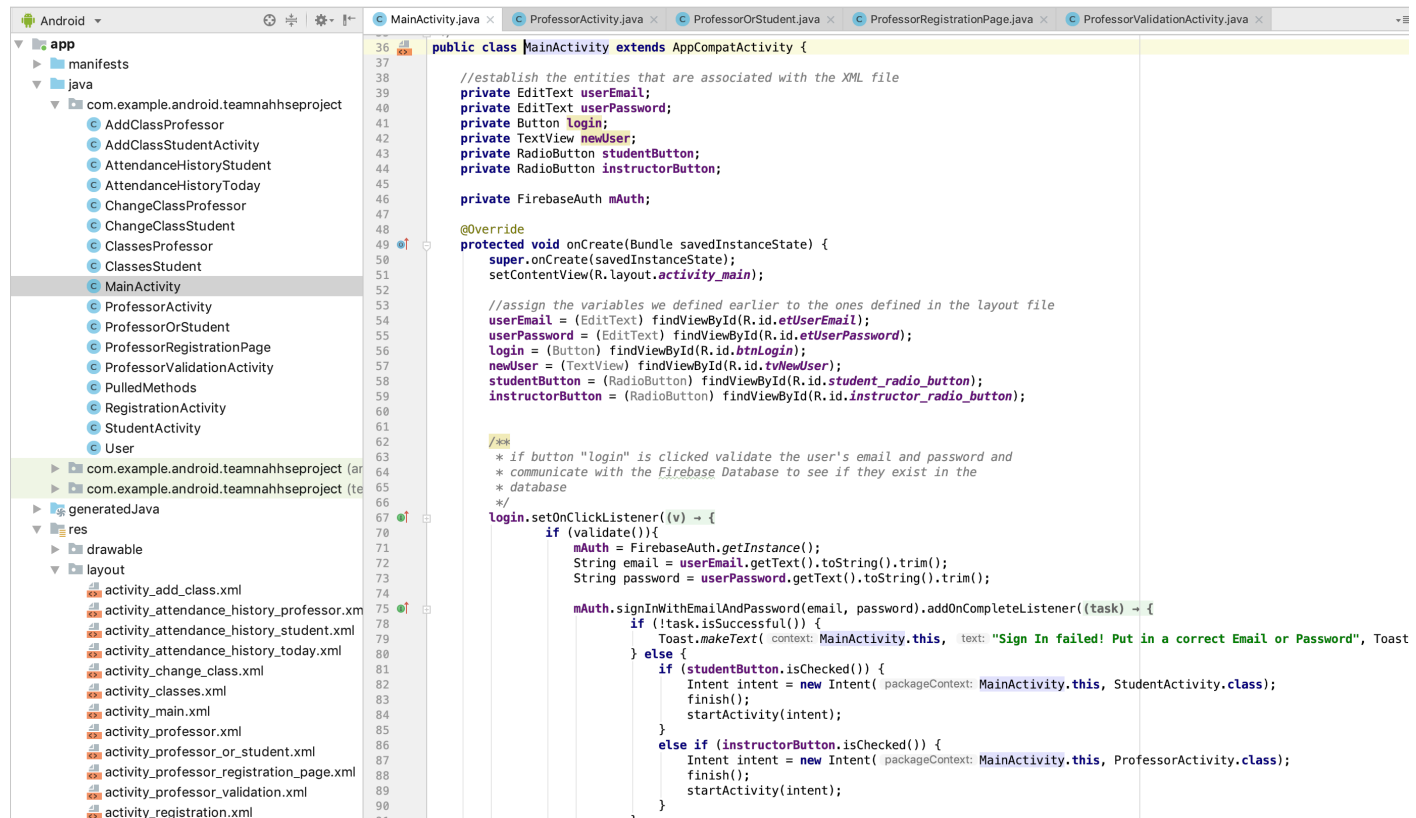 Android
MainActivity.java
ProfessorActivity.java
ProfessorOrStudent.java
ProfessorRegistrationPage.java
ProfessorValidationActivity.java
app
manifests
java
com.example.android.teamnahhseproject
AddClassProfessor
AddClassStudentActivity
AttendanceHistoryStudent
AttendanceHistoryToday
ChangeClassProfessor
ChangeClassStudent
ClassesProfessor
ClassesStudent
MainActivity
ProfessorActivity
ProfessorOrStudent
ProfessorRegistrationPage
ProfessorValidationActivity
PulledMethods
RegistrationActivity
StudentActivity
User
com.example.android.teamnahhseproject (ar
com.example.android.teamnahhseproject (te
generatedJava
res
drawable
layout
activity_add_class.xml
activity_attendance_history_professor.xm
activity_attendance_history_student.xml
activity_attendance_history_today.xml
activity_change_class.xml
activity_classes.xml
activity_main.xml
activity_professor.xml
activity_professor_or_student.xml
activity_professor_registration_page.xml
activity_professor_validation.xml
activity_registration.xml
36 public class MainActivity extends AppCompatActivity {
37
38 //establish the entities that are associated with the XML file
39 private EditText userEmail;
40 private EditText userPassword;
41 private Button login;
42 private TextView newUser;
43 private RadioButton studentButton;
44 private RadioButton instructorButton;
45
46 private FirebaseAuth mAuth;
47
48 @Override
49 protected void onCreate(Bundle savedInstanceState) {
50 super.onCreate(savedInstanceState);
51 setContentView(R.layout.activity_main);
52
53 //assign the variables we defined earlier to the ones defined in the layout file
54 userEmail = (EditText) findViewById(R.id.etUserEmail);
55 userPassword = (EditText) findViewById(R.id.etUserPassword);
56 login = (Button) findViewById(R.id.btnLogin);
57 newUser = (TextView) findViewById(R.id.tvNewUser);
58 studentButton = (RadioButton) findViewById(R.id.student_radio_button);
59 instructorButton = (RadioButton) findViewById(R.id.instructor_radio_button);
60
61
62 /**
63 * if button "login" is clicked validate the user's email and password and
64 * communicate with the Firebase Database to see if they exist in the
65 * database
66 */
67 login.setOnClickListener((v) → {
70 if (validate()){
71 mAuth = FirebaseAuth.getInstance();
72 String email = userEmail.getText().toString().trim();
73 String password = userPassword.getText().toString().trim();
74
75 mAuth.signInWithEmailAndPassword(email, password).addOnCompleteListener((task) → {
78 if (!task.isSuccessful()) {
79 Toast.makeText( context: MainActivity.this, text: "Sign In failed! Put in a correct Email or Password", Toast
80 } else {
81 if (studentButton.isChecked()) {
82 Intent intent = new Intent( packageContext: MainActivity.this, StudentActivity.class);
83 finish();
84 startActivity(intent);
85 }
86 else if (instructorButton.isChecked()) {
87 Intent intent = new Intent( packageContext: MainActivity.this, ProfessorActivity.class);
88 finish();
89 startActivity(intent);
90 }